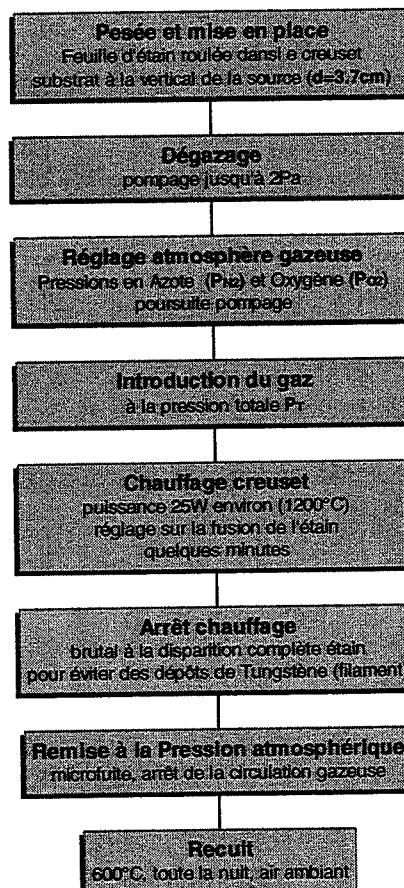 Pesée et mise en place
Feuille d'étain roulée dansl e creuset
substrat à la vertical de la source (d=3.7cm)
Dégazage
pompage jusqu'à 2Pa
Réglage atmosphère gazeuse
Pressions en Azote (PN2) et Oxygène (PO2)
poursuite pompage
Introduction du gaz
à la pression totale PT
Chauffage creuset
puissance 25W environ (1200°C)
réglage sur la fusion de l'étain
quelques minutes
Arrêt chauffage
brutal à la disparition complète étain
pour éviter des dépôts de Tungstène (filament
Remise à la Pression atmosphérique
microfuite, arrêt de la circulation gazeuse
Recuit
600°C, toute la nuit, air ambiant